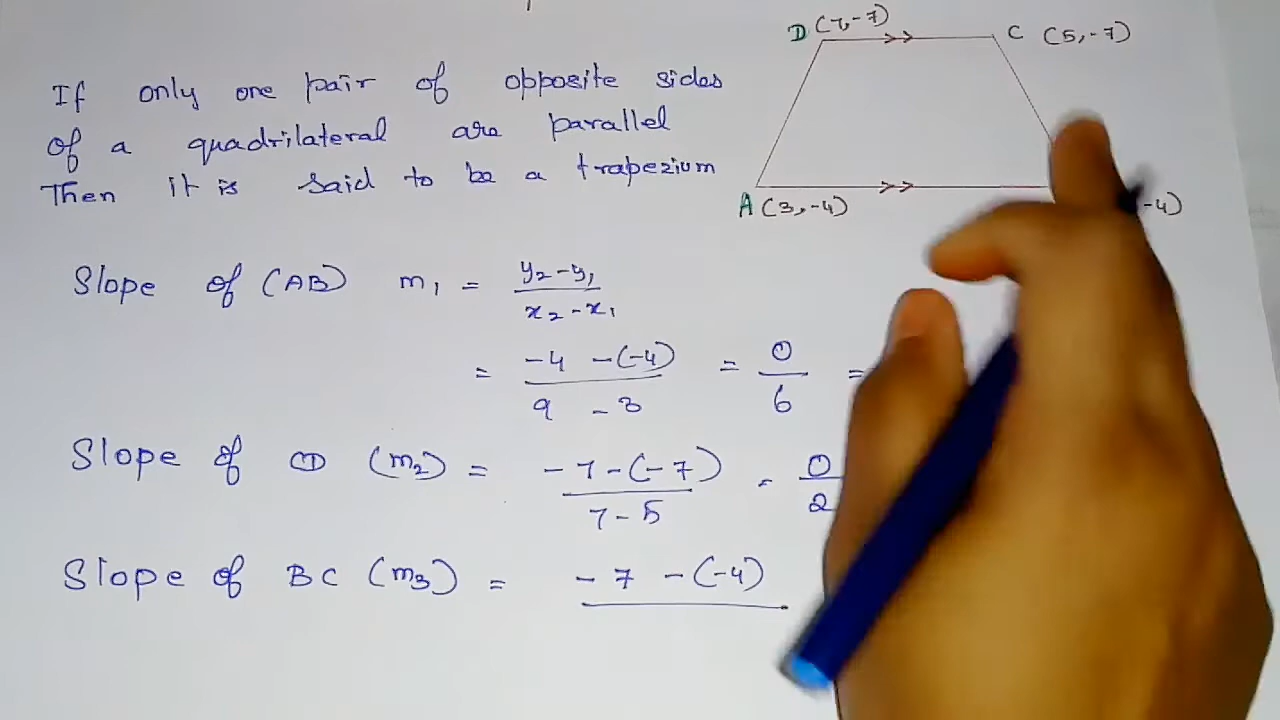 D (7,-7) C (5,-7)
If only one pair of opposite sides
of a quadrilateral are parallel
Then it is said to be a trapezium
A (3,-4) -4)
Slope of (AB) m₁ = y₂-y₁ / x₂-x₁
= -4 -(-4) / 9 - 3 = 0 / 6 =
Slope of CD (m₂) = -7-(-7) / 7-5 = 0 / 2
Slope of BC (m₃) = -7 -(-4)